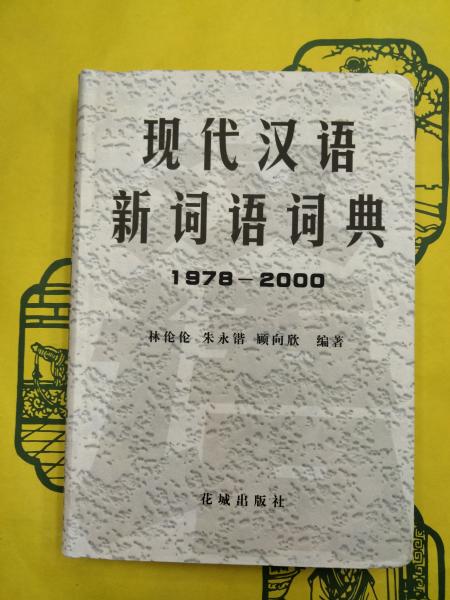 现代汉语
新词语词典
1978－2000
林伦伦 朱永锴 顾向欣 编著
花城出版社